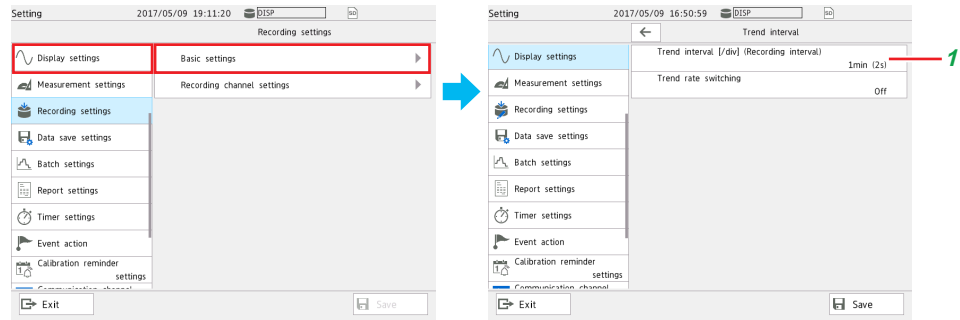 Setting 2017/05/09 19:11:20 DISP SD
Recording settings
Display settings
Basic settings
Measurement settings
Recording channel settings
Recording settings
Data save settings
Batch settings
Report settings
Timer settings
Event action
Calibration reminder
settings
Communication channel
Exit
Save
Setting 2017/05/09 16:50:59 DISP SD
Trend interval
Display settings
Trend interval [/div] (Recording interval)
1min (2s)
1
Measurement settings
Trend rate switching
Off
Recording settings
Data save settings
Batch settings
Report settings
Timer settings
Event action
Calibration reminder
settings
Communication channel
Exit
Save